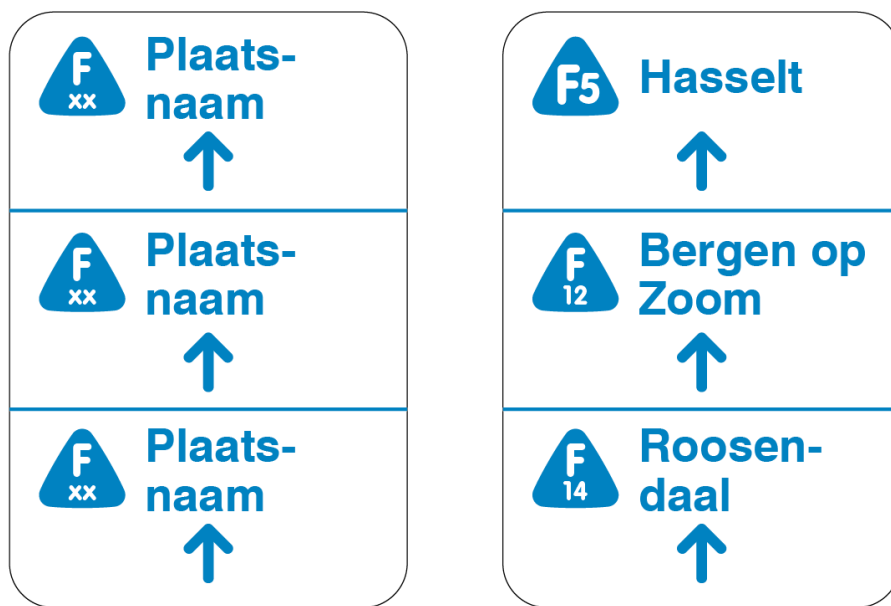 F
xx
Plaats-
naam
F
xx
Plaats-
naam
F
xx
Plaats-
naam
F5
Hasselt
F
12
Bergen op
Zoom
F
14
Roosen-
daal